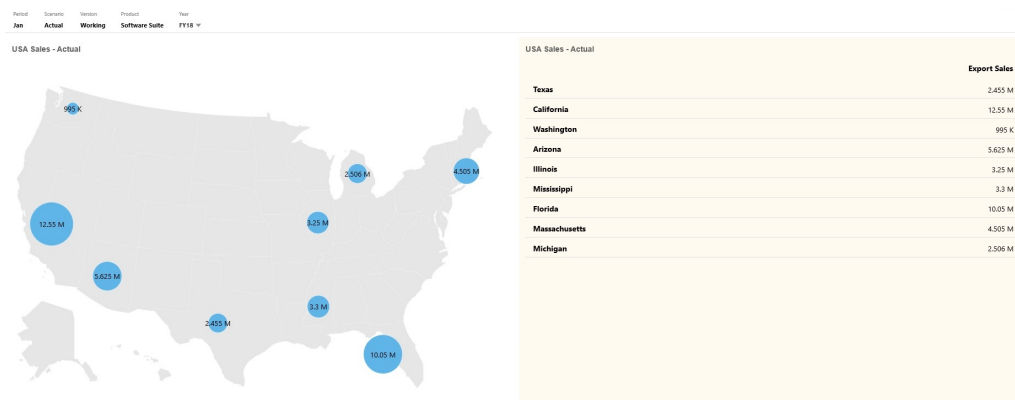 Period Scenario Version Product Year
Jan Actual Working Software Suite FY18
USA Sales - Actual
995 K
2.506 M
4.505 M
12.55 M
3.25 M
5.625 M
3.3 M
2.455 M
10.05 M
USA Sales - Actual
Export Sales
Texas 2.455 M
California 12.55 M
Washington 995 K
Arizona 5.625 M
Illinois 3.25 M
Mississippi 3.3 M
Florida 10.05 M
Massachusetts 4.505 M
Michigan 2.506 M